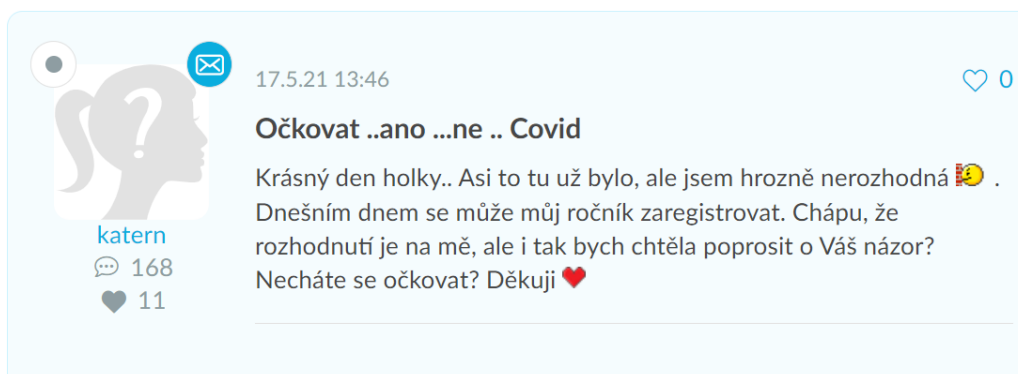 17.5.21 13:46
0
Očkovat ..ano ...ne .. Covid
Krásný den holky.. Asi to tu už bylo, ale jsem hrozně nerozhodná .
Dnešním dnem se může můj ročník zaregistrovat. Chápu, že
rozhodnutí je na mě, ale i tak bych chtěla poprosit o Váš názor?
Necháte se očkovat? Děkuji
?
katern
168
11